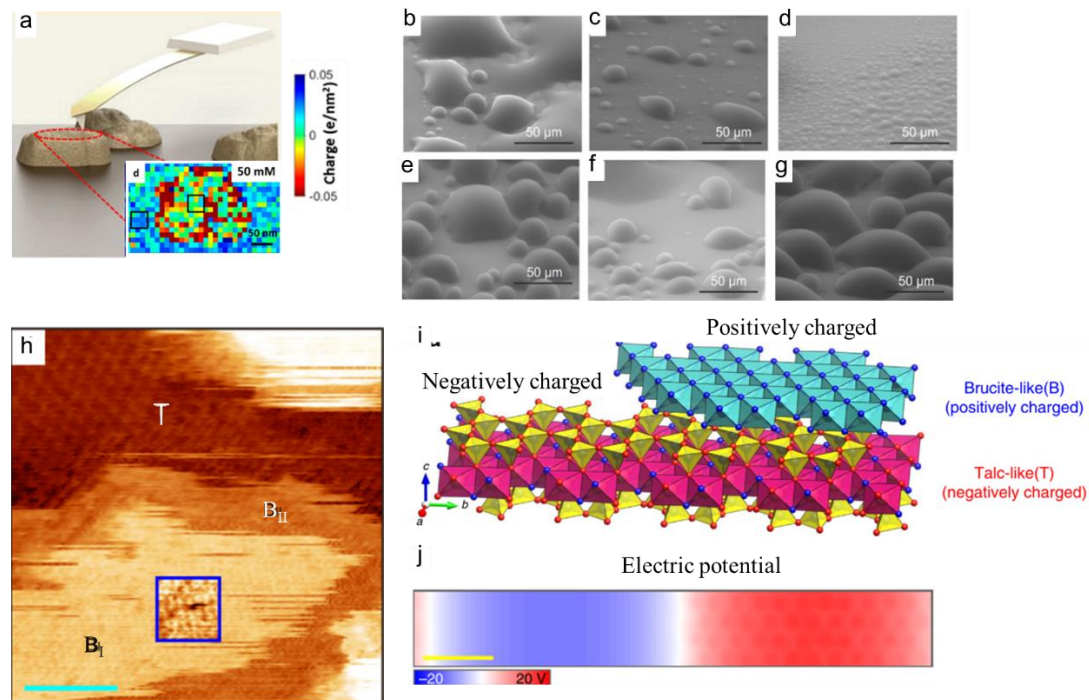 a
0.05
0
-0.05
Charge (e/nm²)
d
50 mM
50 nm
b
50 µm
c
50 µm
d
50 µm
e
50 µm
f
50 µm
g
50 µm
h
T
B_II
B_I
i
Positively charged
Negatively charged
Brucite-like(B)
(positively charged)
Talc-like(T)
(negatively charged)
c
b
a
j
Electric potential
−20
20 V